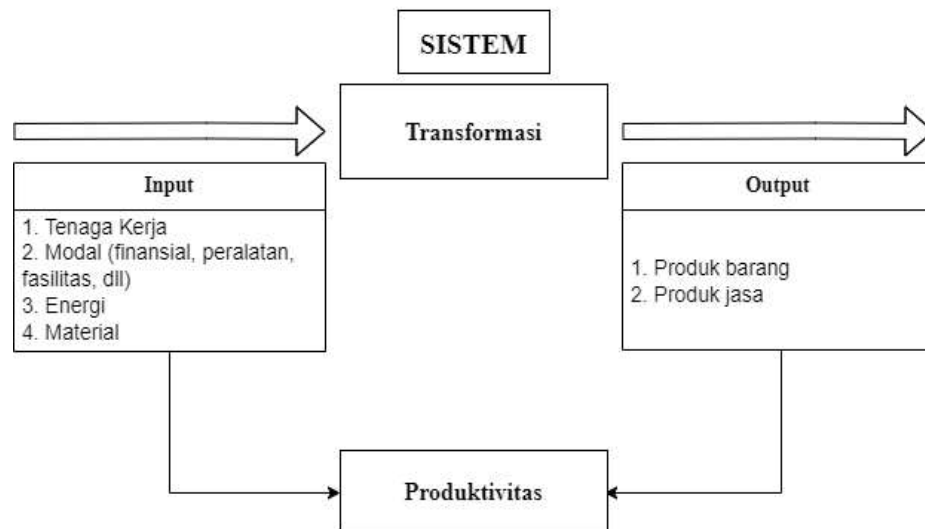 SISTEM
Transformasi
Input
1. Tenaga Kerja
2. Modal (finansial, peralatan,
fasilitas, dll)
3. Energi
4. Material
Output
1. Produk barang
2. Produk jasa
Produktivitas